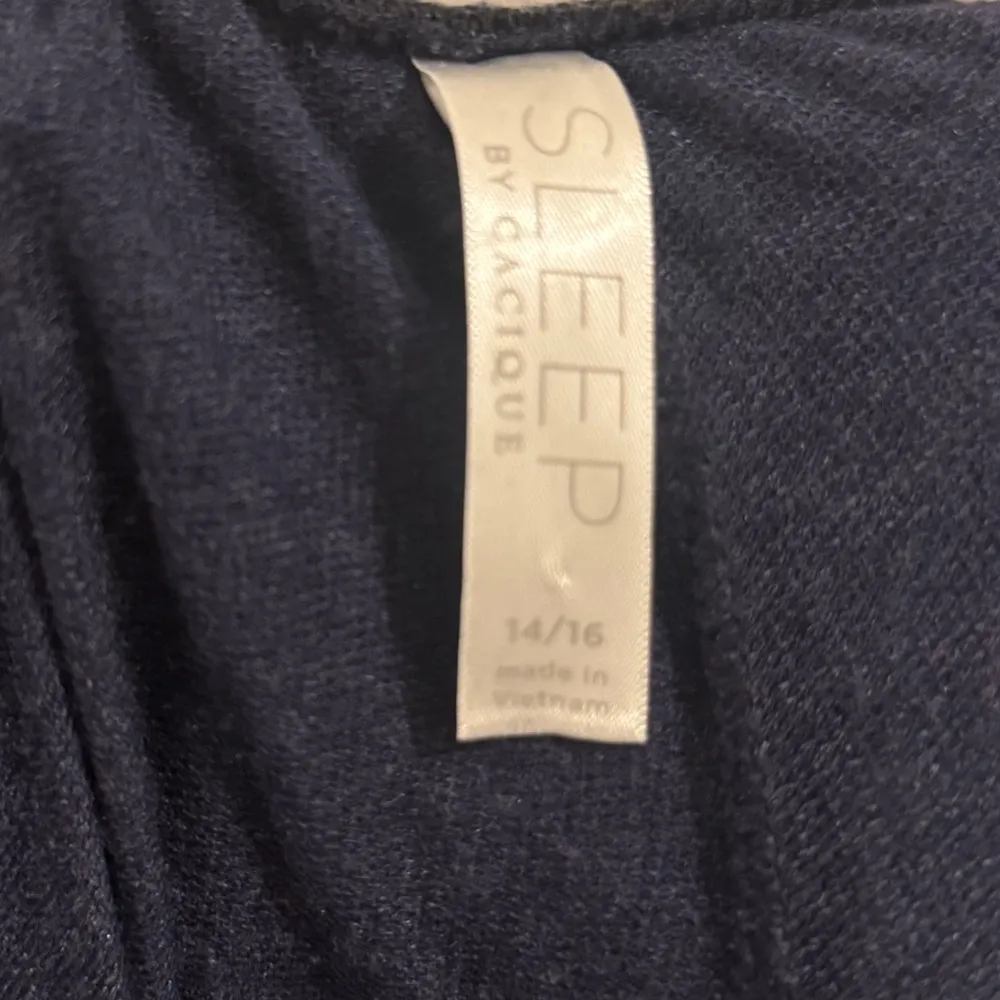 SLEEP
BY CACIQUE
14/16
made in
Vietnam